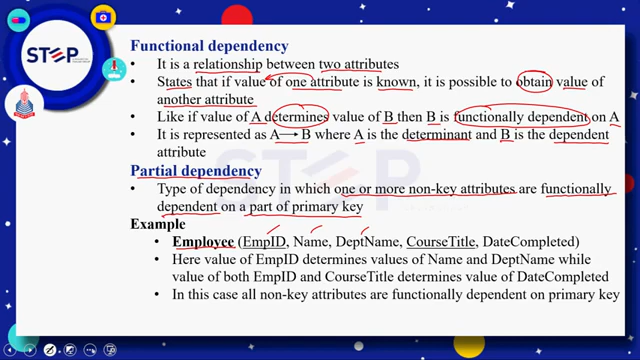 STEP
Functional dependency
• It is a relationship between two attributes
• States that if value of one attribute is known, it is possible to obtain value of
another attribute
• Like if value of A determines value of B then B is functionally dependent on A
• It is represented as A → B where A is the determinant and B is the dependent
attribute
Partial dependency
• Type of dependency in which one or more non-key attributes are functionally
dependent on a part of primary key
Example
• Employee (EmpID, Name, DeptName, CourseTitle, DateCompleted)
• Here value of EmpID determines values of Name and DeptName while
value of both EmpID and CourseTitle determines value of DateCompleted
• In this case all non-key attributes are functionally dependent on primary key